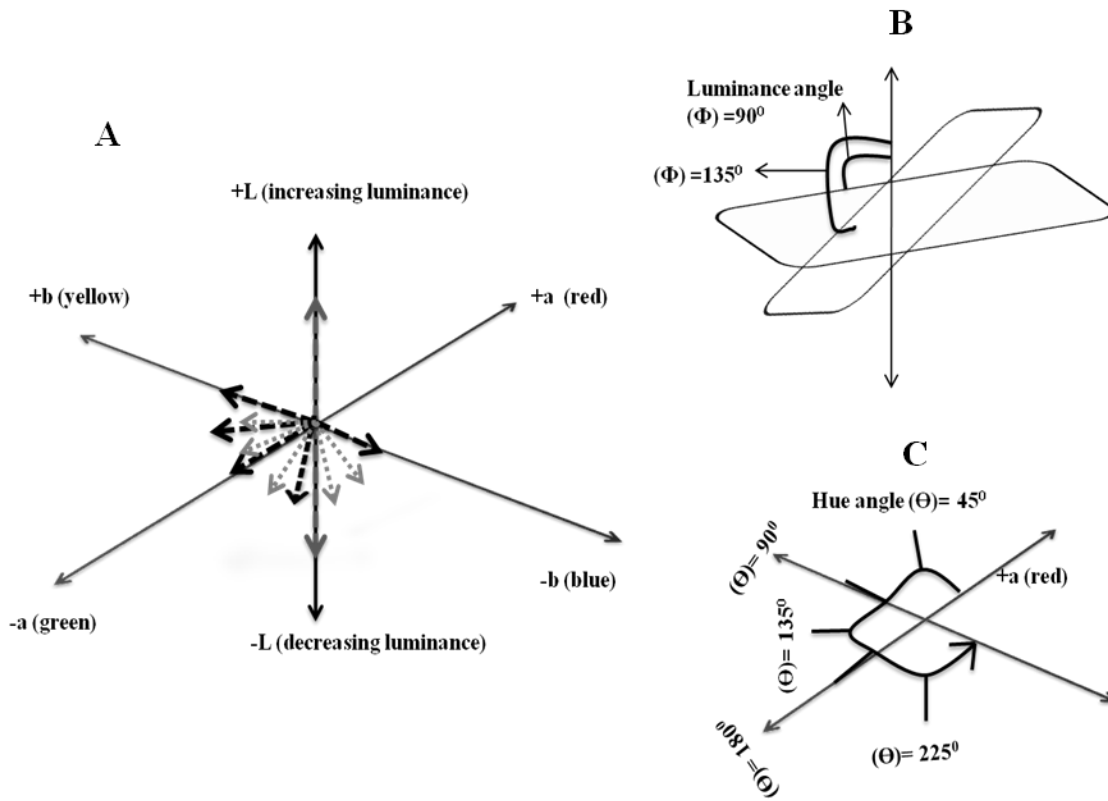 A
+L (increasing luminance)
+b (yellow)
+a (red)
-a (green)
-b (blue)
-L (decreasing luminance)
B
Luminance angle
(Φ) =90⁰
(Φ) =135⁰
C
Hue angle (Ө)= 45⁰
(Ө)= 90⁰
+a (red)
(Ө)= 135⁰
(Ө)= 180⁰
(Ө)= 225⁰